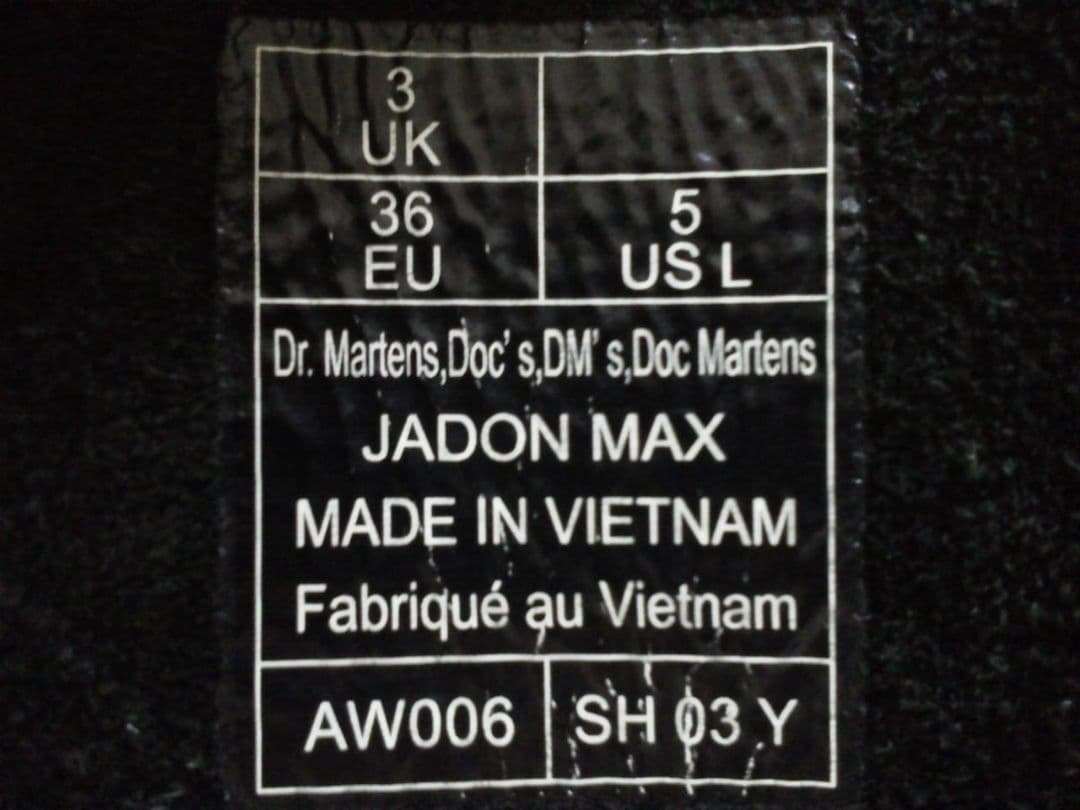 3
UK
36
EU
5
US L
Dr. Martens,Doc's,DM's,Doc Martens
JADON MAX
MADE IN VIETNAM
Fabriqué au Vietnam
AW006
SH 03 Y